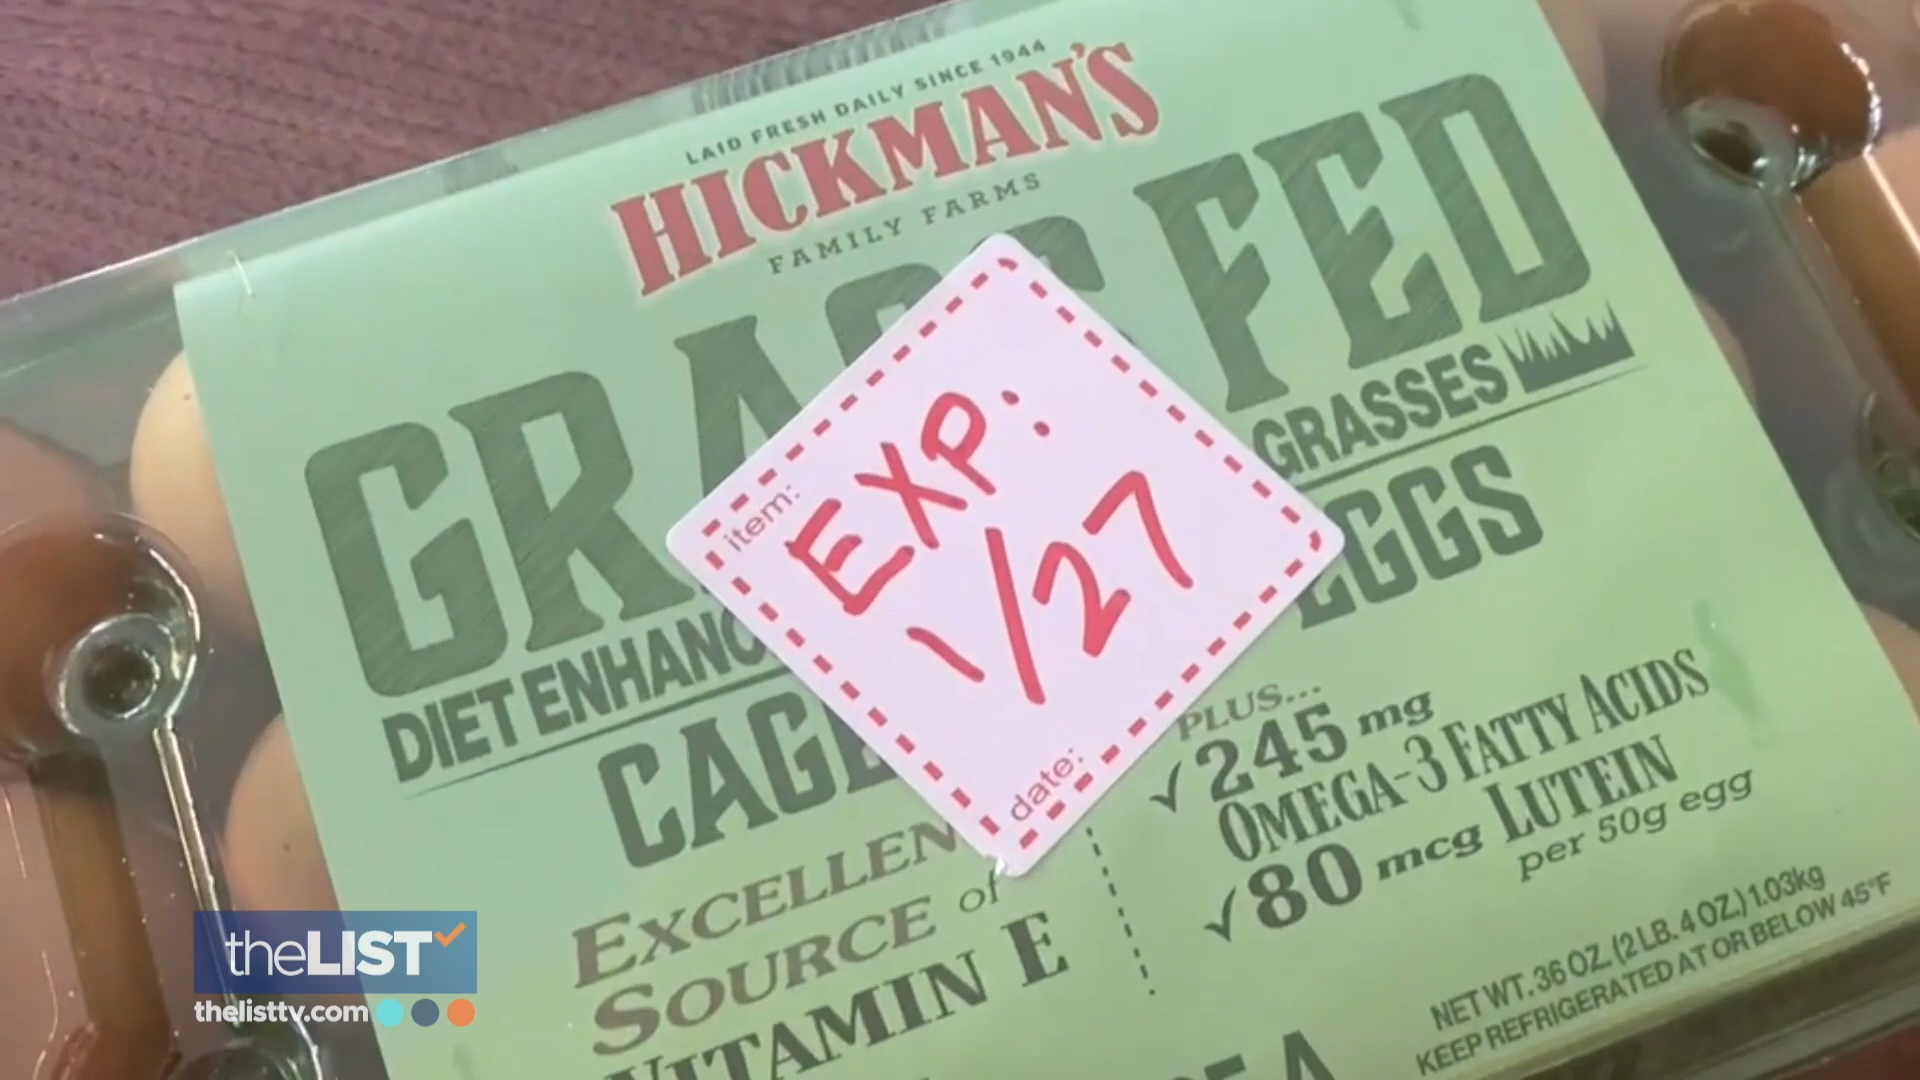 LAID FRESH DAILY SINCE 1944
HICKMAN'S
FAMILY FARMS
FED
DIET
GRASSES
EGGS
item:
EXP:
1/27
date:
PLUS...
✓245 mg
OMEGA-3 FATTY ACIDS
✓80 mcg LUTEIN
per 50g egg
SOURCE of
VITAMIN E
NET WT. 36 OZ. (2 LB. 4 OZ.) 1.03kg
KEEP REFRIGERATED AT OR BELOW 45°F
theLIST
thelisttv.com